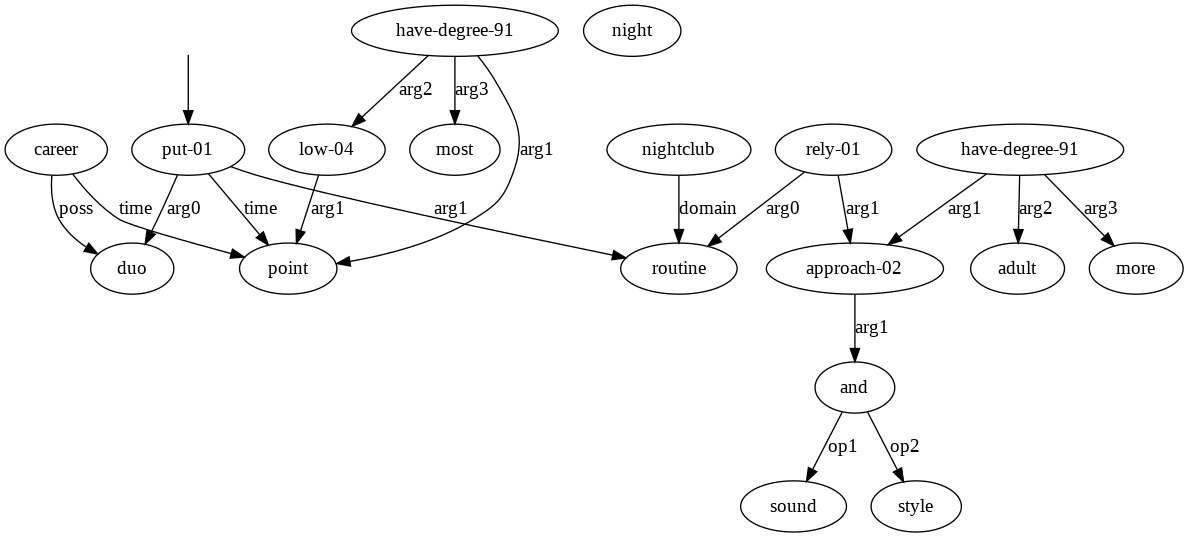 have-degree-91
night
arg2
arg3
career
put-01
low-04
most
arg1
nightclub
rely-01
have-degree-91
poss
time
arg0
time
arg1
arg1
domain
arg0
arg1
arg1
arg2
arg3
duo
point
routine
approach-02
adult
more
arg1
and
op1
op2
sound
style